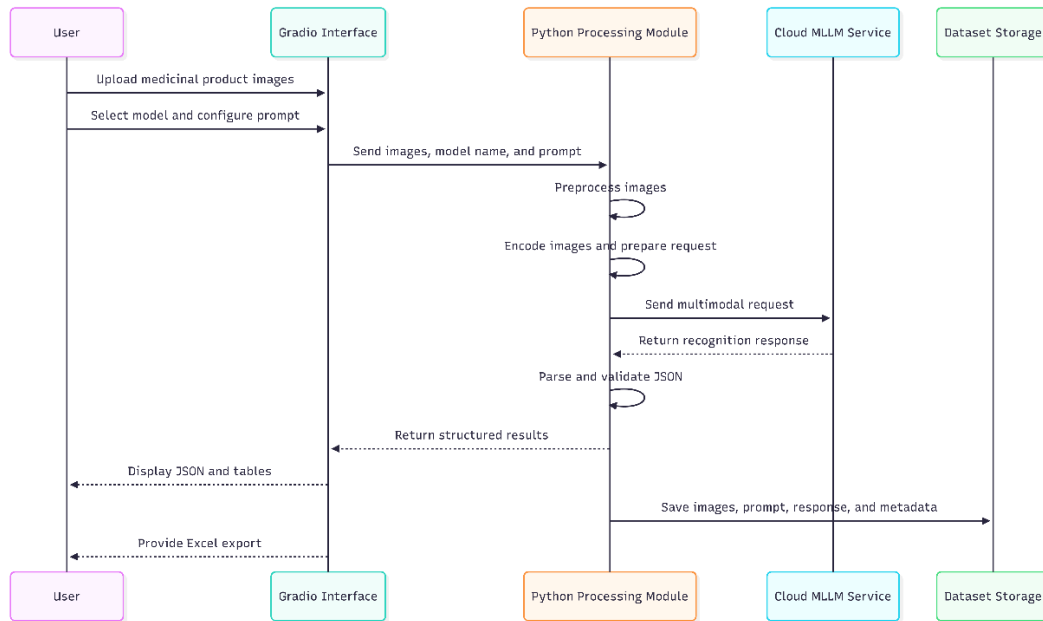 User
Gradio Interface
Python Processing Module
Cloud MLLM Service
Dataset Storage
Upload medicinal product images
Select model and configure prompt
Send images, model name, and prompt
Preprocess images
Encode images and prepare request
Send multimodal request
Return recognition response
Parse and validate JSON
Return structured results
Display JSON and tables
Save images, prompt, response, and metadata
Provide Excel export
User
Gradio Interface
Python Processing Module
Cloud MLLM Service
Dataset Storage